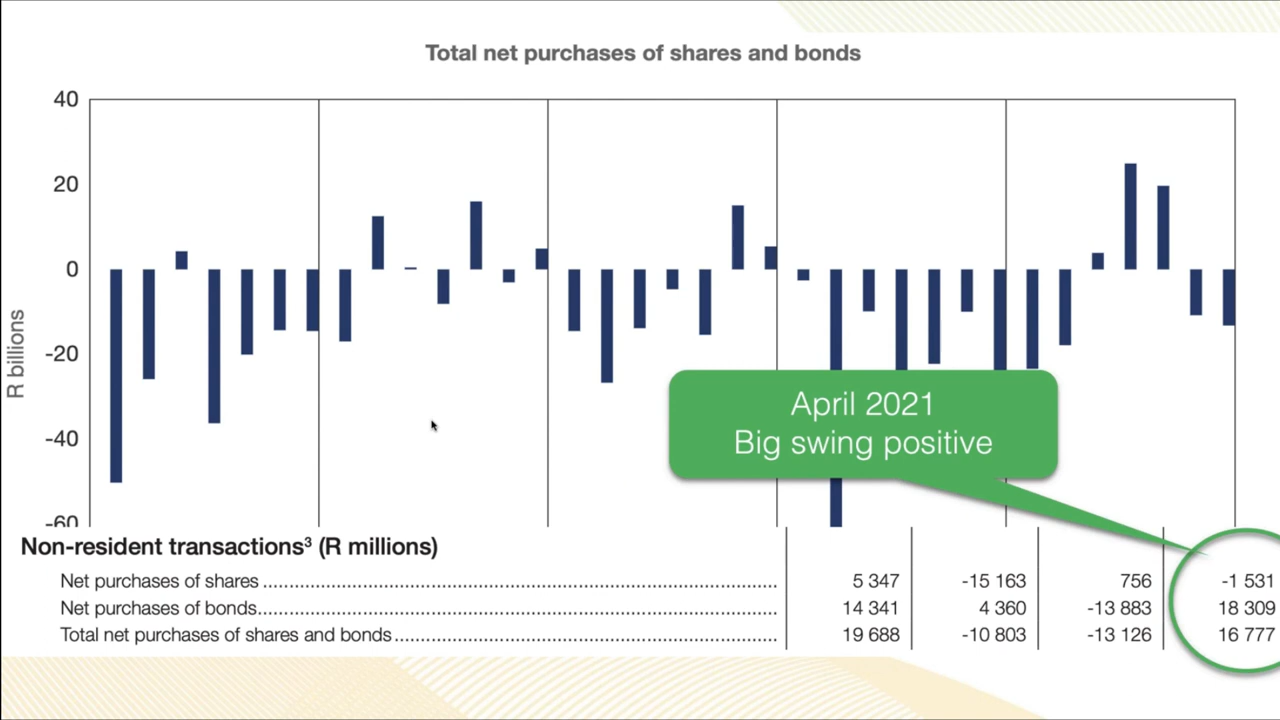 Total net purchases of shares and bonds
40
20
0
-20
-40
-60
R billions
April 2021
Big swing positive
Non-resident transactions³ (R millions)
Net purchases of shares ........ 5 347 -15 163 756 -1 531
Net purchases of bonds........ 14 341 4 360 -13 883 18 309
Total net purchases of shares and bonds ........ 19 688 -10 803 -13 126 16 777